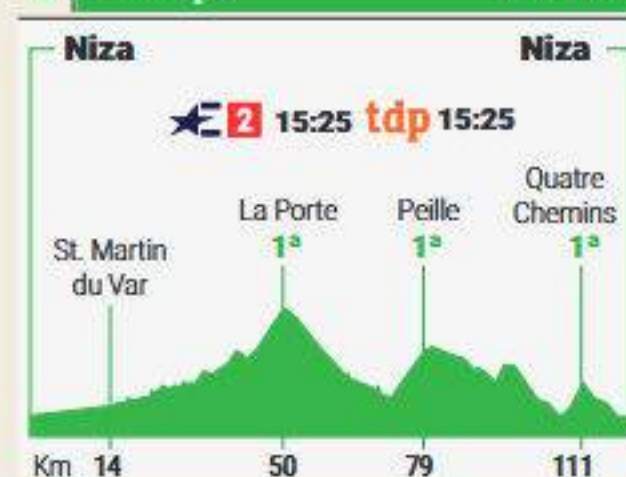 Niza Niza
2 15:25 tdp 15:25
Quatre
La Porte Peille Chemins
St. Martin 1ª 1ª 1ª
du Var
Km 14 50 79 111